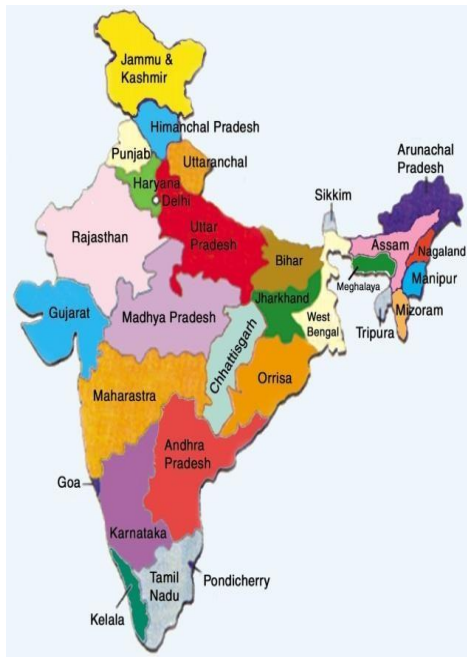 Jammu &
Kashmir
Himanchal Pradesh
Punjab
Uttaranchal
Haryana
Delhi
Arunachal
Pradesh
Sikkim
Rajasthan
Uttar
Pradesh
Assam
Nagaland
Bihar
Meghalaya
Manipur
Gujarat
Madhya Pradesh
Jharkhand
West
Bengal
Tripura
Mizoram
Chhattisgarh
Maharastra
Orrisa
Andhra
Pradesh
Goa
Karnataka
Tamil
Nadu
Pondicherry
Kelala